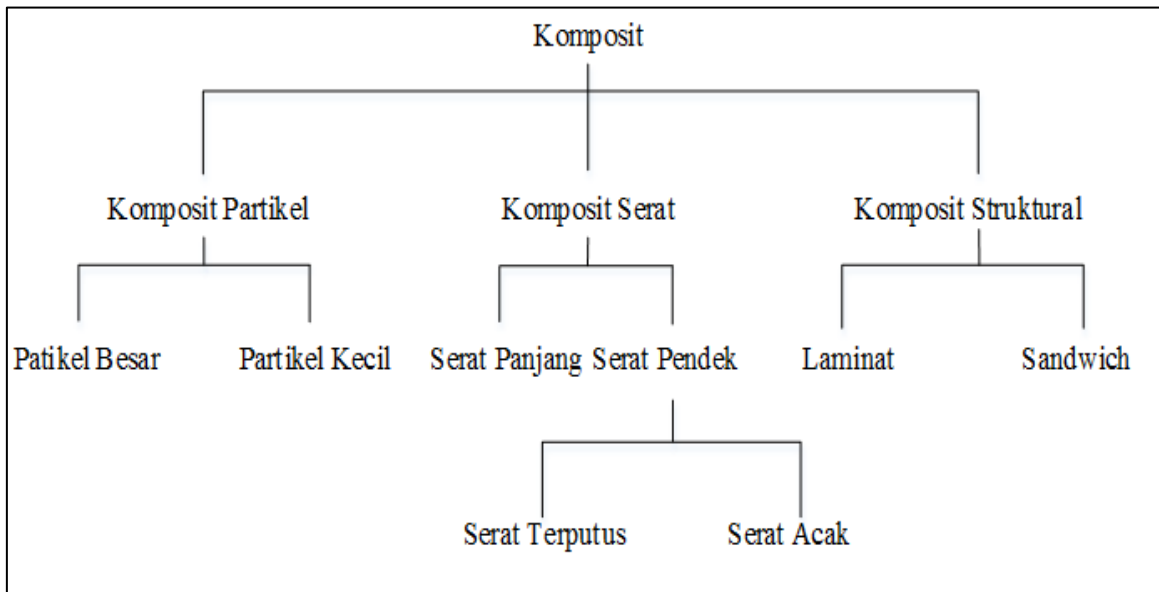 Komposit
Komposit Partikel Komposit Serat Komposit Struktural
Patikel Besar Partikel Kecil Serat Panjang Serat Pendek Laminat Sandwich
Serat Terputus Serat Acak